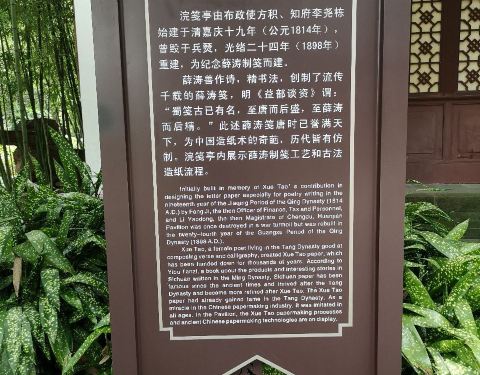 浣笺亭由布政使方积、知府李尧栋
始建于清嘉庆十九年(公元1814年),
曾毁于兵燹,光绪二十四年(1898年)
重建,为纪念薛涛制笺而建。
薛涛善作诗,精书法,创制了流传
千载的薛涛笺,明《益部谈资》谓:
“蜀笺古已有名,至唐而后盛,至薛涛
而后精。”此述薛涛笺唐时已誉满天
下,为中国造纸术的奇葩,历代皆有仿
制。浣笺亭内展示薛涛制笺工艺和古法
造纸流程。
Initially built in memory of Xue Tao' s contribution in
designing the letter paper especially for poetry writing in the
nineteenth year of the Jiaqing Period of the Qing Dynasty (1814
A.D.) by Fang Ji, the then Officer of Finance, Tax and Personnel,
and Li Yaodong, the then Magistrate of Chengdu, Huanjian
Pavilion was once destroyed in a war turmoil but was rebuilt in
the twenty-fourth year of the Guangxu Period of the Qing
Dynasty (1898 A.D.).
Xue Tao, a female poet living in the Tang Dynasty good at
composing verse and calligraphy, created Xue Tao paper, which
has been handed down for thousands of years. According to
Yibu Tanzi, a book about the products and interesting stories in
Sichuan written in the Ming Dynasty, Sichuan paper has been
famous since the ancient times and thrived after the Tang
Dynasty and become more refined after Xue Tao. The Xue Tao
paper had already gained fame in the Tang Dynasty. As a
miracle in the Chinese papermaking industry, it was imitated in
all ages. In the Pavilion, the Xue Tao papermaking processes
and ancient Chinese papermaking technologies are on display.